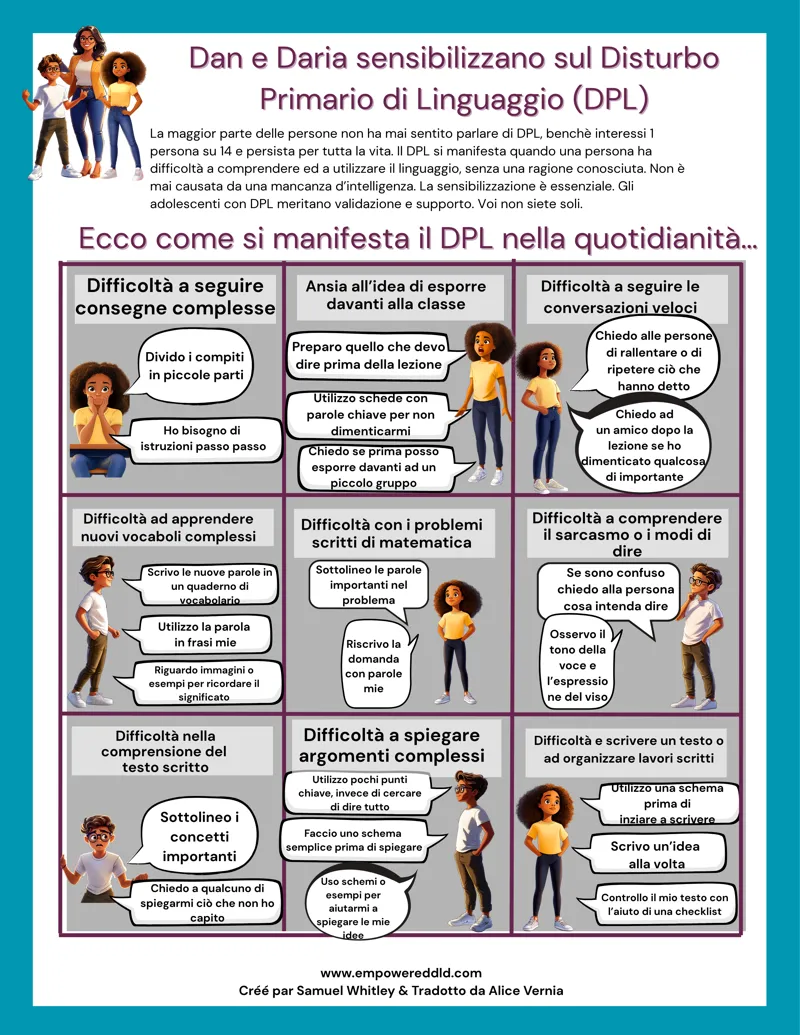 Dan e Daria sensibilizzano sul Disturbo
Primario di Linguaggio (DPL)
La maggior parte delle persone non ha mai sentito parlare di DPL, benchè interessi 1
persona su 14 e persista per tutta la vita. Il DPL si manifesta quando una persona ha
difficoltà a comprendere ed a utilizzare il linguaggio, senza una ragione conosciuta. Non è
mai causata da una mancanza d'intelligenza. La sensibilizzazione è essenziale. Gli
adolescenti con DPL meritano validazione e supporto. Voi non siete soli.
Ecco come si manifesta il DPL nella quotidianità...
Difficoltà a seguire
consegne complesse
Divido i compiti
in piccole parti
Ho bisogno di
istruzioni passo passo
Ansia all'idea di esporre
davanti alla classe
Preparo quello che devo
dire prima della lezione
Utilizzo schede con
parole chiave per non
dimenticarmi
Chiedo se prima posso
esporre davanti ad un
piccolo gruppo
Difficoltà a seguire le
conversazioni veloci
Chiedo alle persone
di rallentare o di
ripetere ciò che
hanno detto
Chiedo ad
un amico dopo la
lezione se ho
dimenticato qualcosa
di importante
Difficoltà ad apprendere
nuovi vocaboli complessi
Scrivo le nuove parole in
un quaderno di
vocabolario
Utilizzo la parola
in frasi mie
Riguardo immagini o
esempi per ricordare il
significato
Difficoltà con i problemi
scritti di matematica
Sottolineo le parole
importanti nel
problema
Riscrivo la
domanda
con parole
mie
Difficoltà a comprendere
il sarcasmo o i modi di
dire
Se sono confuso
chiedo alla persona
cosa intenda dire
Osservo il
tono della
voce e
l'espressio
ne del viso
Difficoltà nella
comprensione del
testo scritto
Sottolineo i
concetti
importanti
Chiedo a qualcuno di
spiegarmi ciò che non ho
capito
Difficoltà a spiegare
argomenti complessi
Utilizzo pochi punti
chiave, invece di cercare
di dire tutto
Faccio uno schema
semplice prima di spiegare
Uso schemi o
esempi per
aiutarmi a
spiegare le mie
idee
Difficoltà e scrivere un testo o
ad organizzare lavori scritti
Utilizzo una schema
prima di
inziare a scrivere
Scrivo un'idea
alla volta
Controllo il mio testo con
l'aiuto di una checklist
www.empowereddld.com
Créé par Samuel Whitley & Tradotto da Alice Vernia